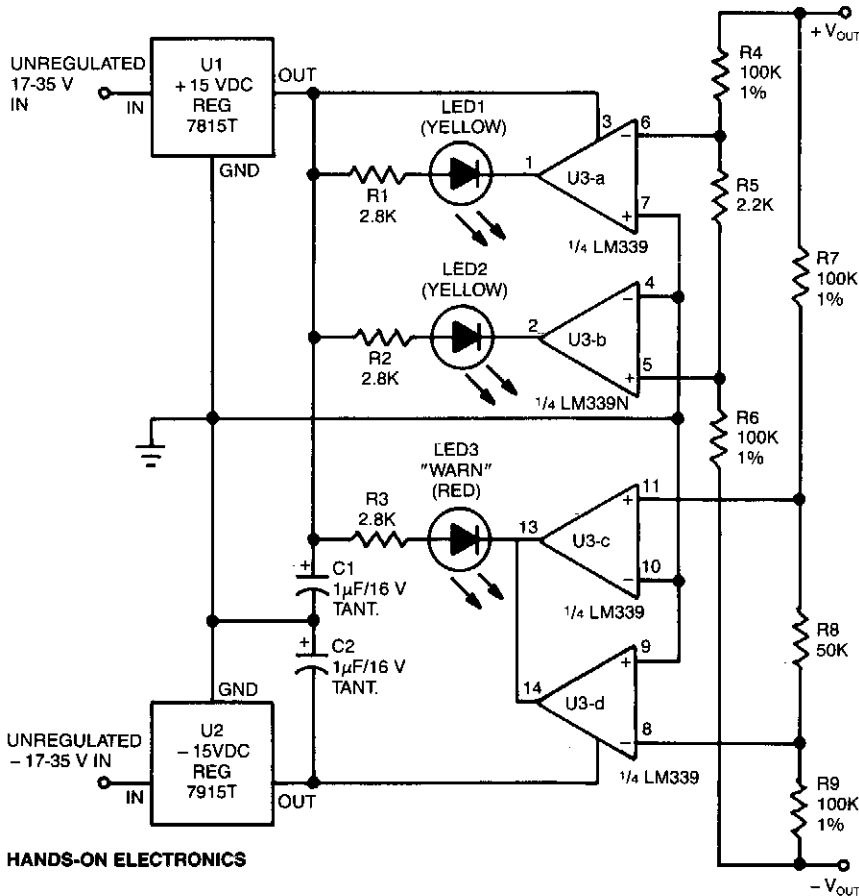 U1
+ 15 VDC
REG
7815T
UNREGULATED
17-35 V
IN
IN
OUT
GND
LED1
(YELLOW)
R1
2.8K
1
3
6
7
−
+
U3-a
1/4 LM339
LED2
(YELLOW)
R2
2.8K
2
4
5
−
+
U3-b
1/4 LM339N
LED3
"WARN"
(RED)
R3
2.8K
13
11
10
+
−
U3-c
1/4 LM339
+
C1
1µF/16 V
TANT.
+
C2
1µF/16 V
TANT.
14
9
8
+
−
U3-d
1/4 LM339
GND
U2
− 15VDC
REG
7915T
UNREGULATED
− 17-35 V IN
IN
OUT
+ VOUT
R4
100K
1%
R5
2.2K
R7
100K
1%
R6
100K
1%
R8
50K
R9
100K
1%
− VOUT
HANDS-ON ELECTRONICS